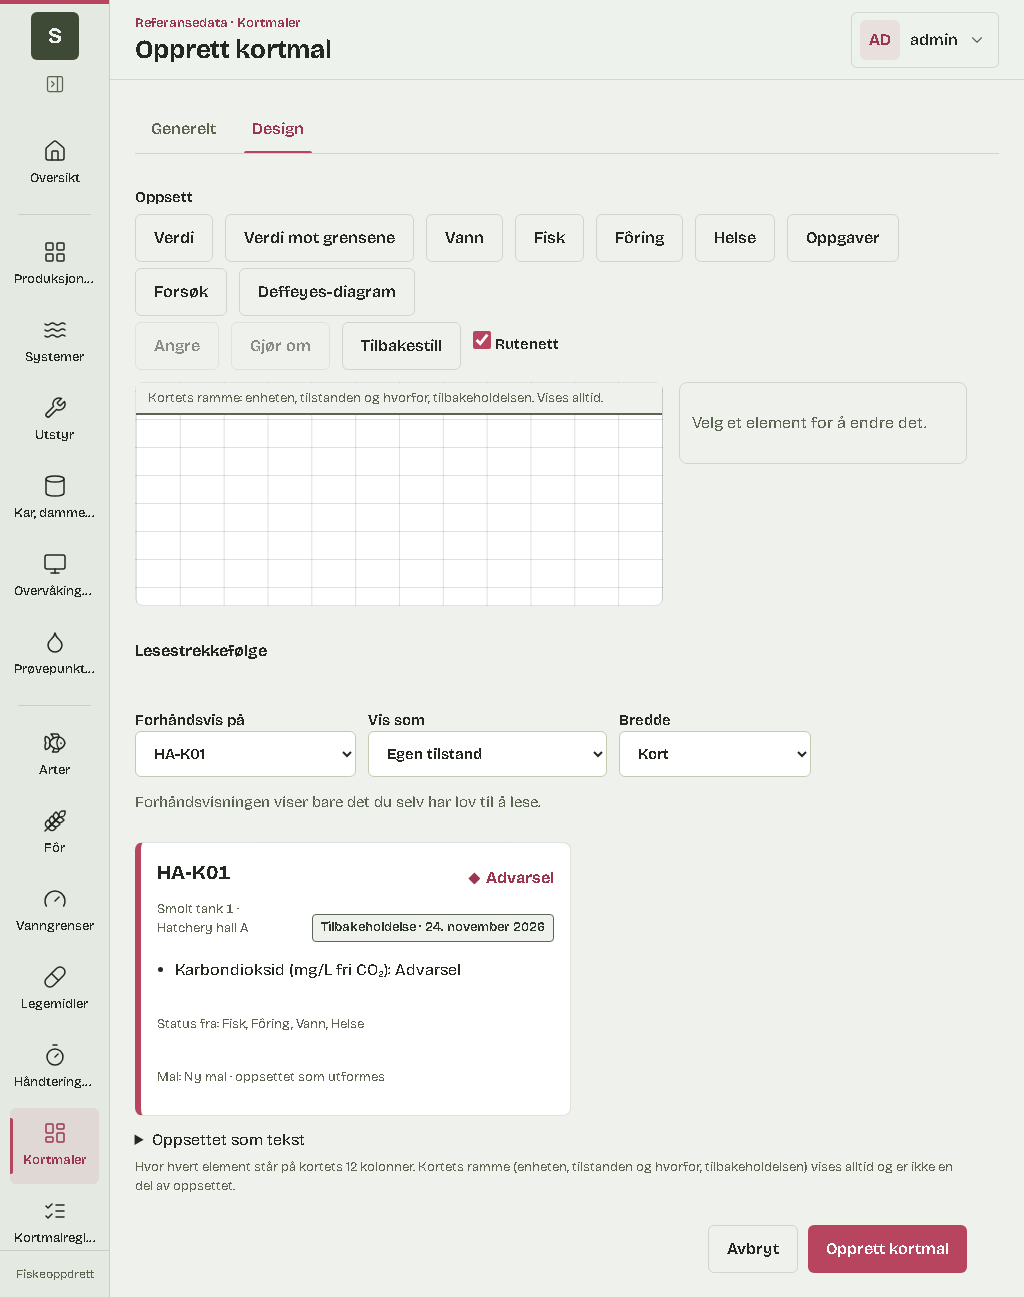 S
Referansedata · Kortmaler
Opprett kortmal
AD admin
Oversikt
Produksjon...
Systemer
Utstyr
Kar, damme...
Overvåking...
Prøvepunkt...
Arter
Fôr
Vanngrenser
Legemidler
Håndtering...
Kortmaler
Kortmalregl...
Fiskeoppdrett
Generelt Design
Oppsett
Verdi Verdi mot grensene Vann Fisk Fôring Helse Oppgaver
Forsøk Deffeyes-diagram
Angre Gjør om Tilbakestill Rutenett
Kortets ramme: enheten, tilstanden og hvorfor, tilbakeholdelsen. Vises alltid.
Velg et element for å endre det.
Lesestrekkefølge
Forhåndsvis på Vis som Bredde
HA-K01 Egen tilstand Kort
Forhåndsvisningen viser bare det du selv har lov til å lese.
HA-K01
◆ Advarsel
Smolt tank 1 ·
Hatchery hall A
Tilbakeholdelse · 24. november 2026
• Karbondioksid (mg/L fri CO₂): Advarsel
Status fra: Fisk, Fôring, Vann, Helse
Mal: Ny mal · oppsettet som utformes
▶ Oppsettet som tekst
Hvor hvert element står på kortets 12 kolonner. Kortets ramme (enheten, tilstanden og hvorfor, tilbakeholdelsen) vises alltid og er ikke en
del av oppsettet.
Avbryt Opprett kortmal